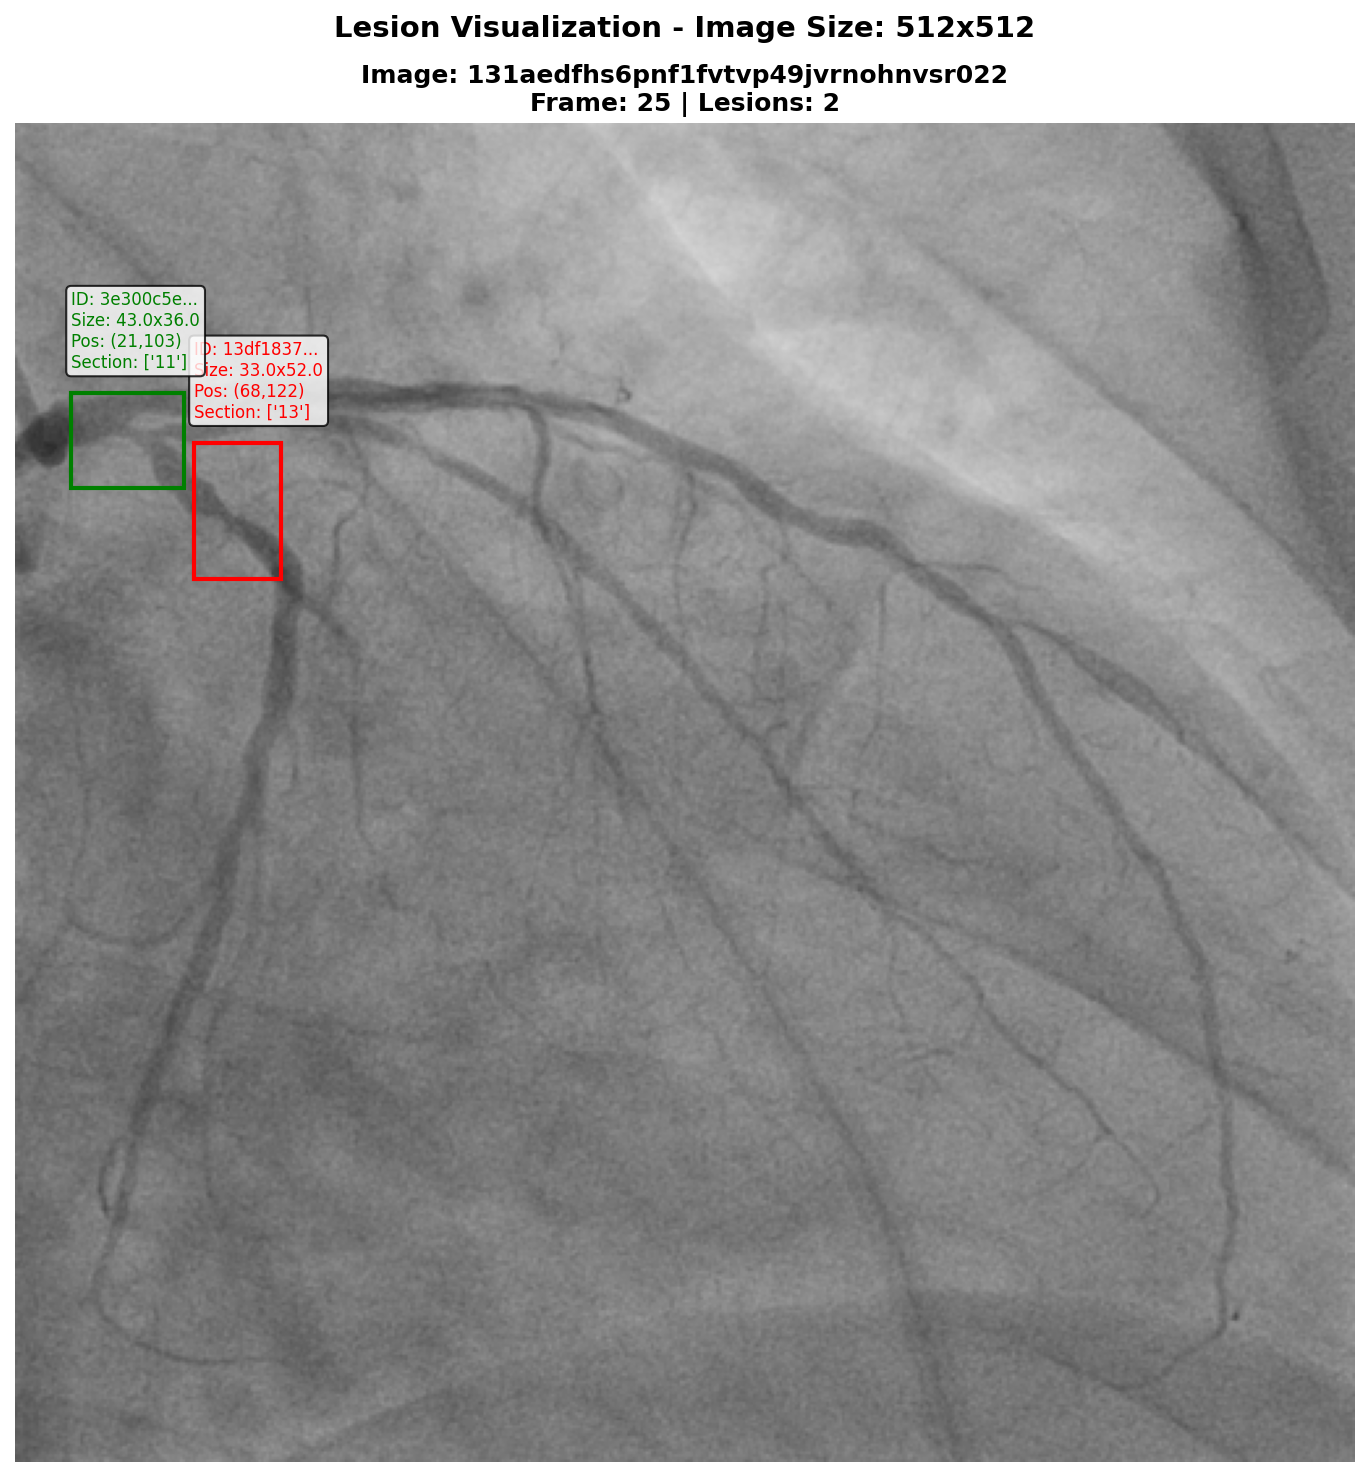 Lesion Visualization - Image Size: 512x512
Image: 131aedfhs6pnf1fvtvp49jvrnohnvsr022
Frame: 25 | Lesions: 2
ID: 3e300c5e...
Size: 43.0x36.0
Pos: (21,103)
Section: ['11']
ID: 13df1837...
Size: 33.0x52.0
Pos: (68,122)
Section: ['13']